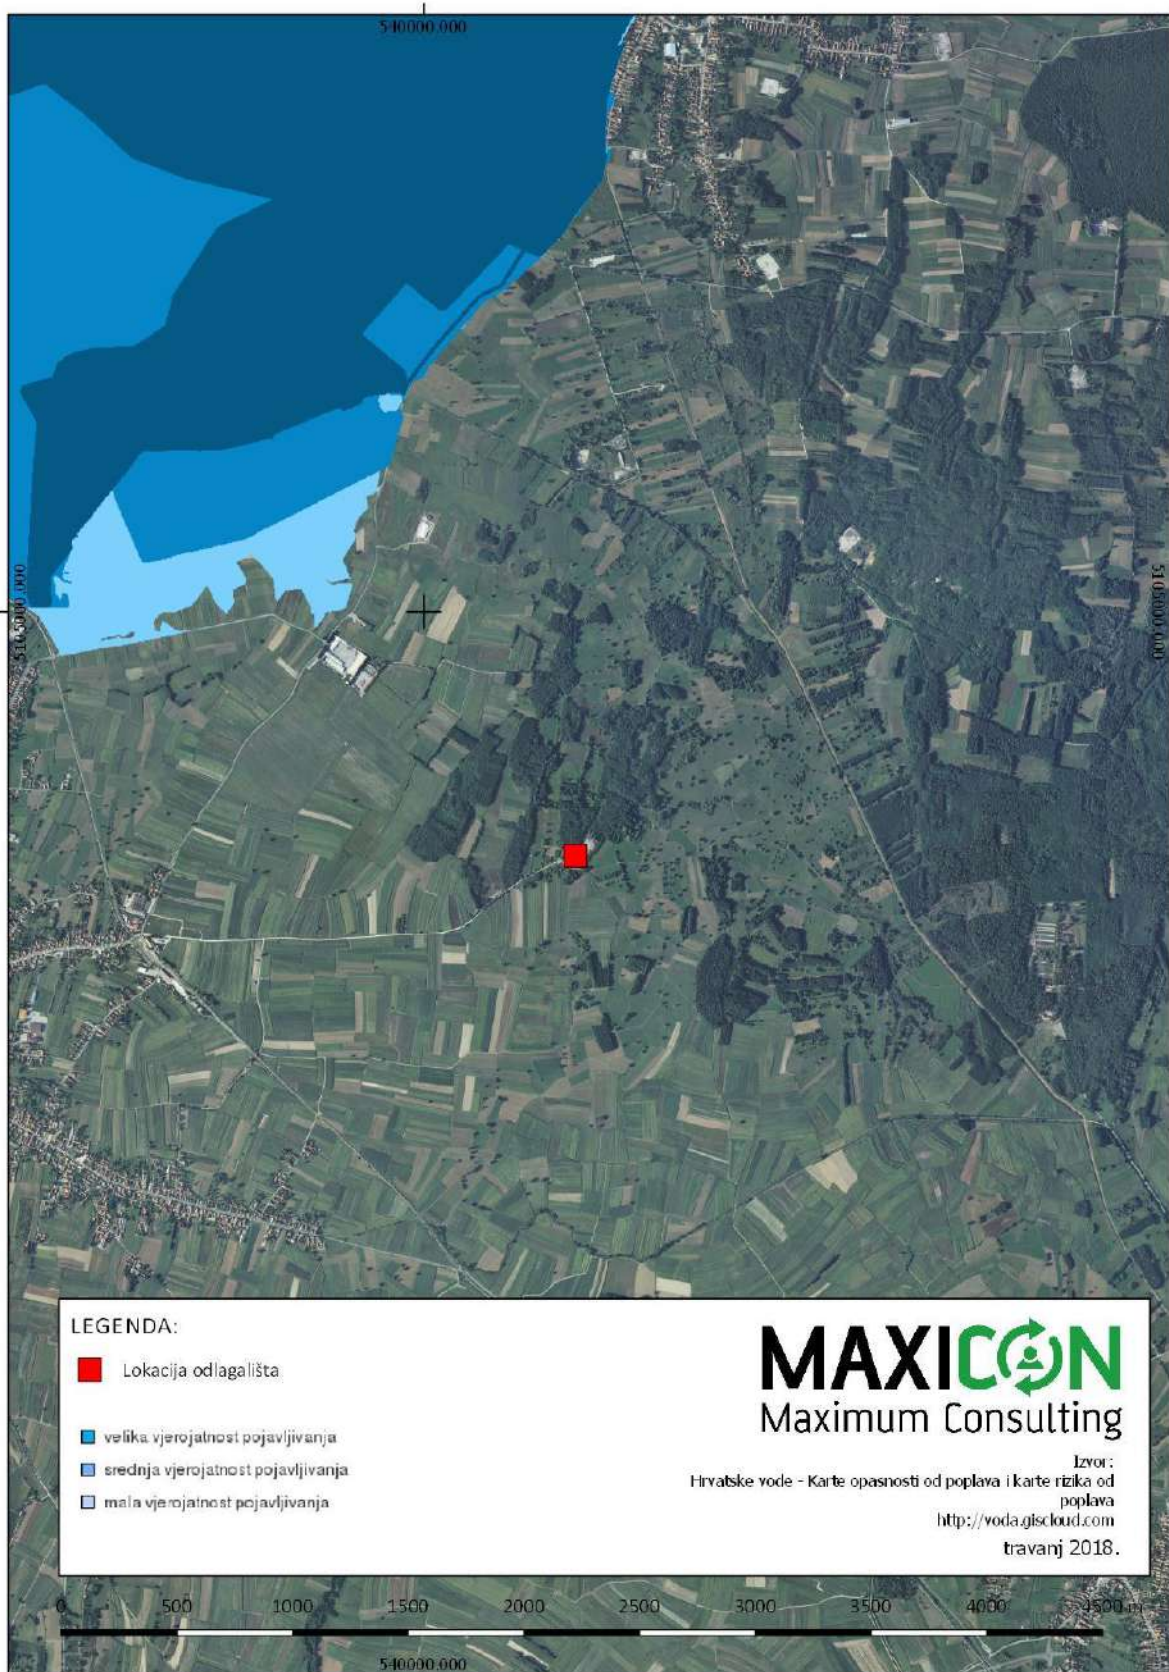 540000.000
5105000.000
5105000.000
LEGENDA:
Lokacija odlagališta
velika vjerojatnost pojavljivanja
srednja vjerojatnost pojavljivanja
mala vjerojatnost pojavljivanja
MAXICON
Maximum Consulting
Izvor:
Hrvatske vode - Karte opasnosti od poplava i karte rizika od
poplava
http://voda.giscloud.com
travanj 2018.
0 500 1000 1500 2000 2500 3000 3500 4000 4500 m
540000.000